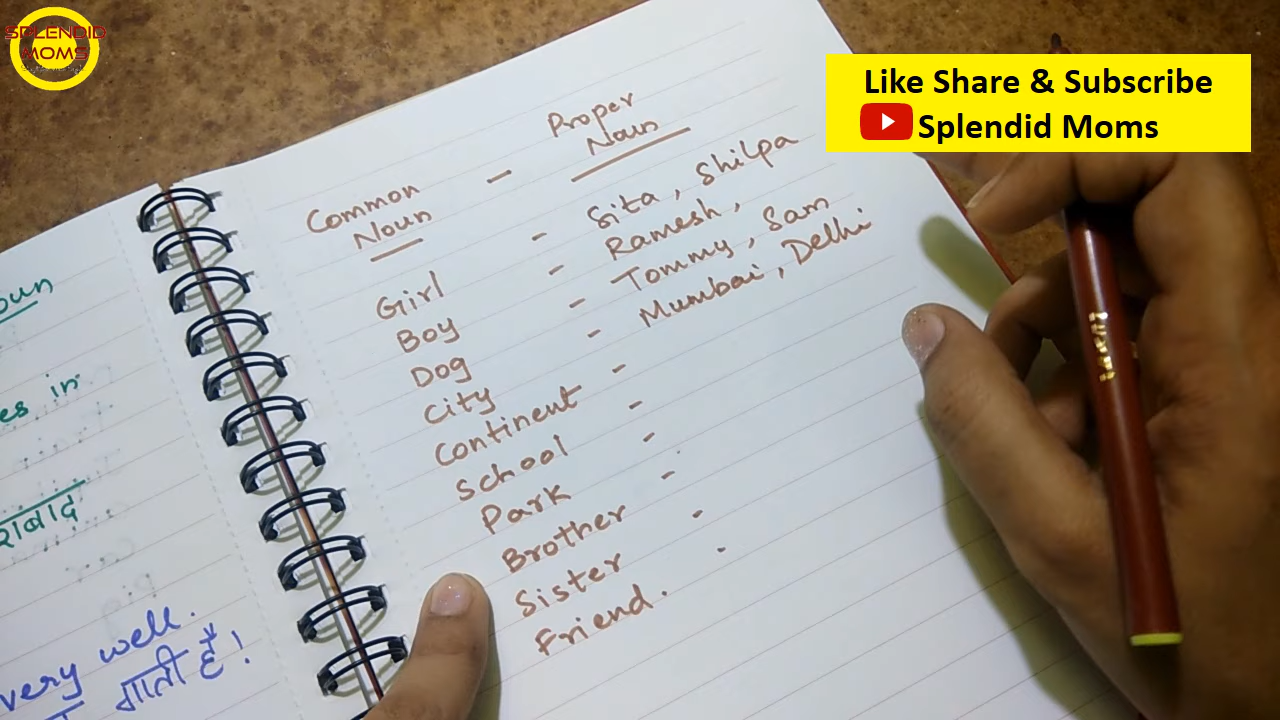 SPLENDID
MOMS
Like Share & Subscribe
Splendid Moms
oun
es in
राबाद
very well.
गाती है!
Common Noun - Proper Noun
Girl - Sita, Shilpa
Boy - Ramesh,
Dog - Tommy, Sam
City - Mumbai, Delhi
Continent -
School -
Park -
Brother -
Sister -
Friend. -